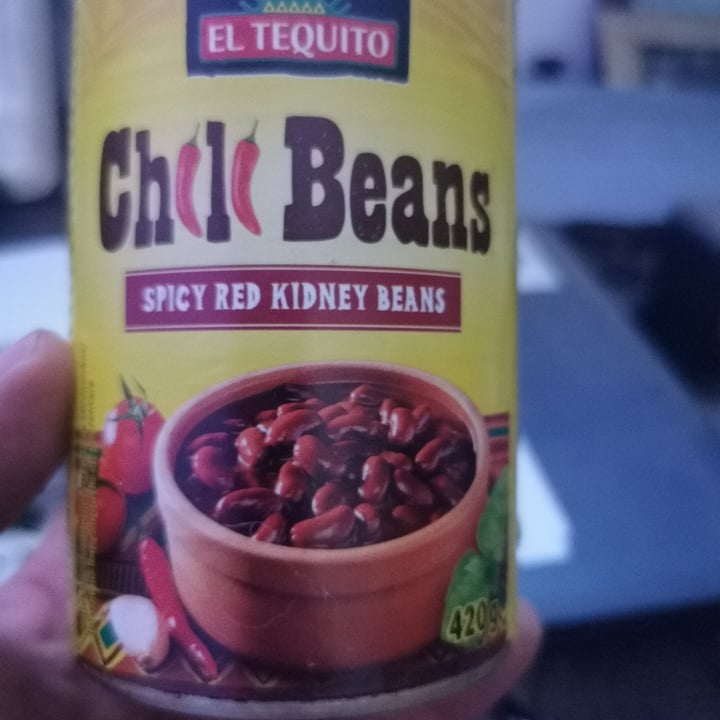 EL TEQUITO
Chili Beans
SPICY RED KIDNEY BEANS
420g